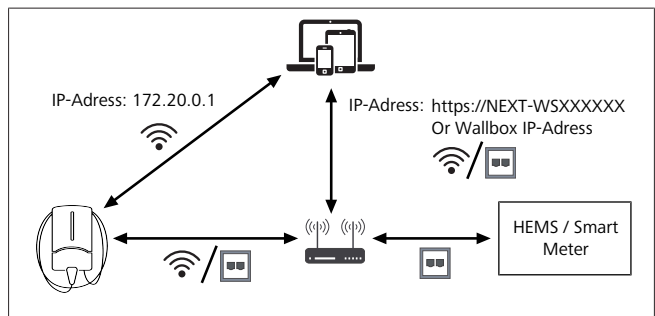 IP-Adress: 172.20.0.1
IP-Adress: https://NEXT-WSXXXXXX
Or Wallbox IP-Adress
HEMS / Smart
Meter